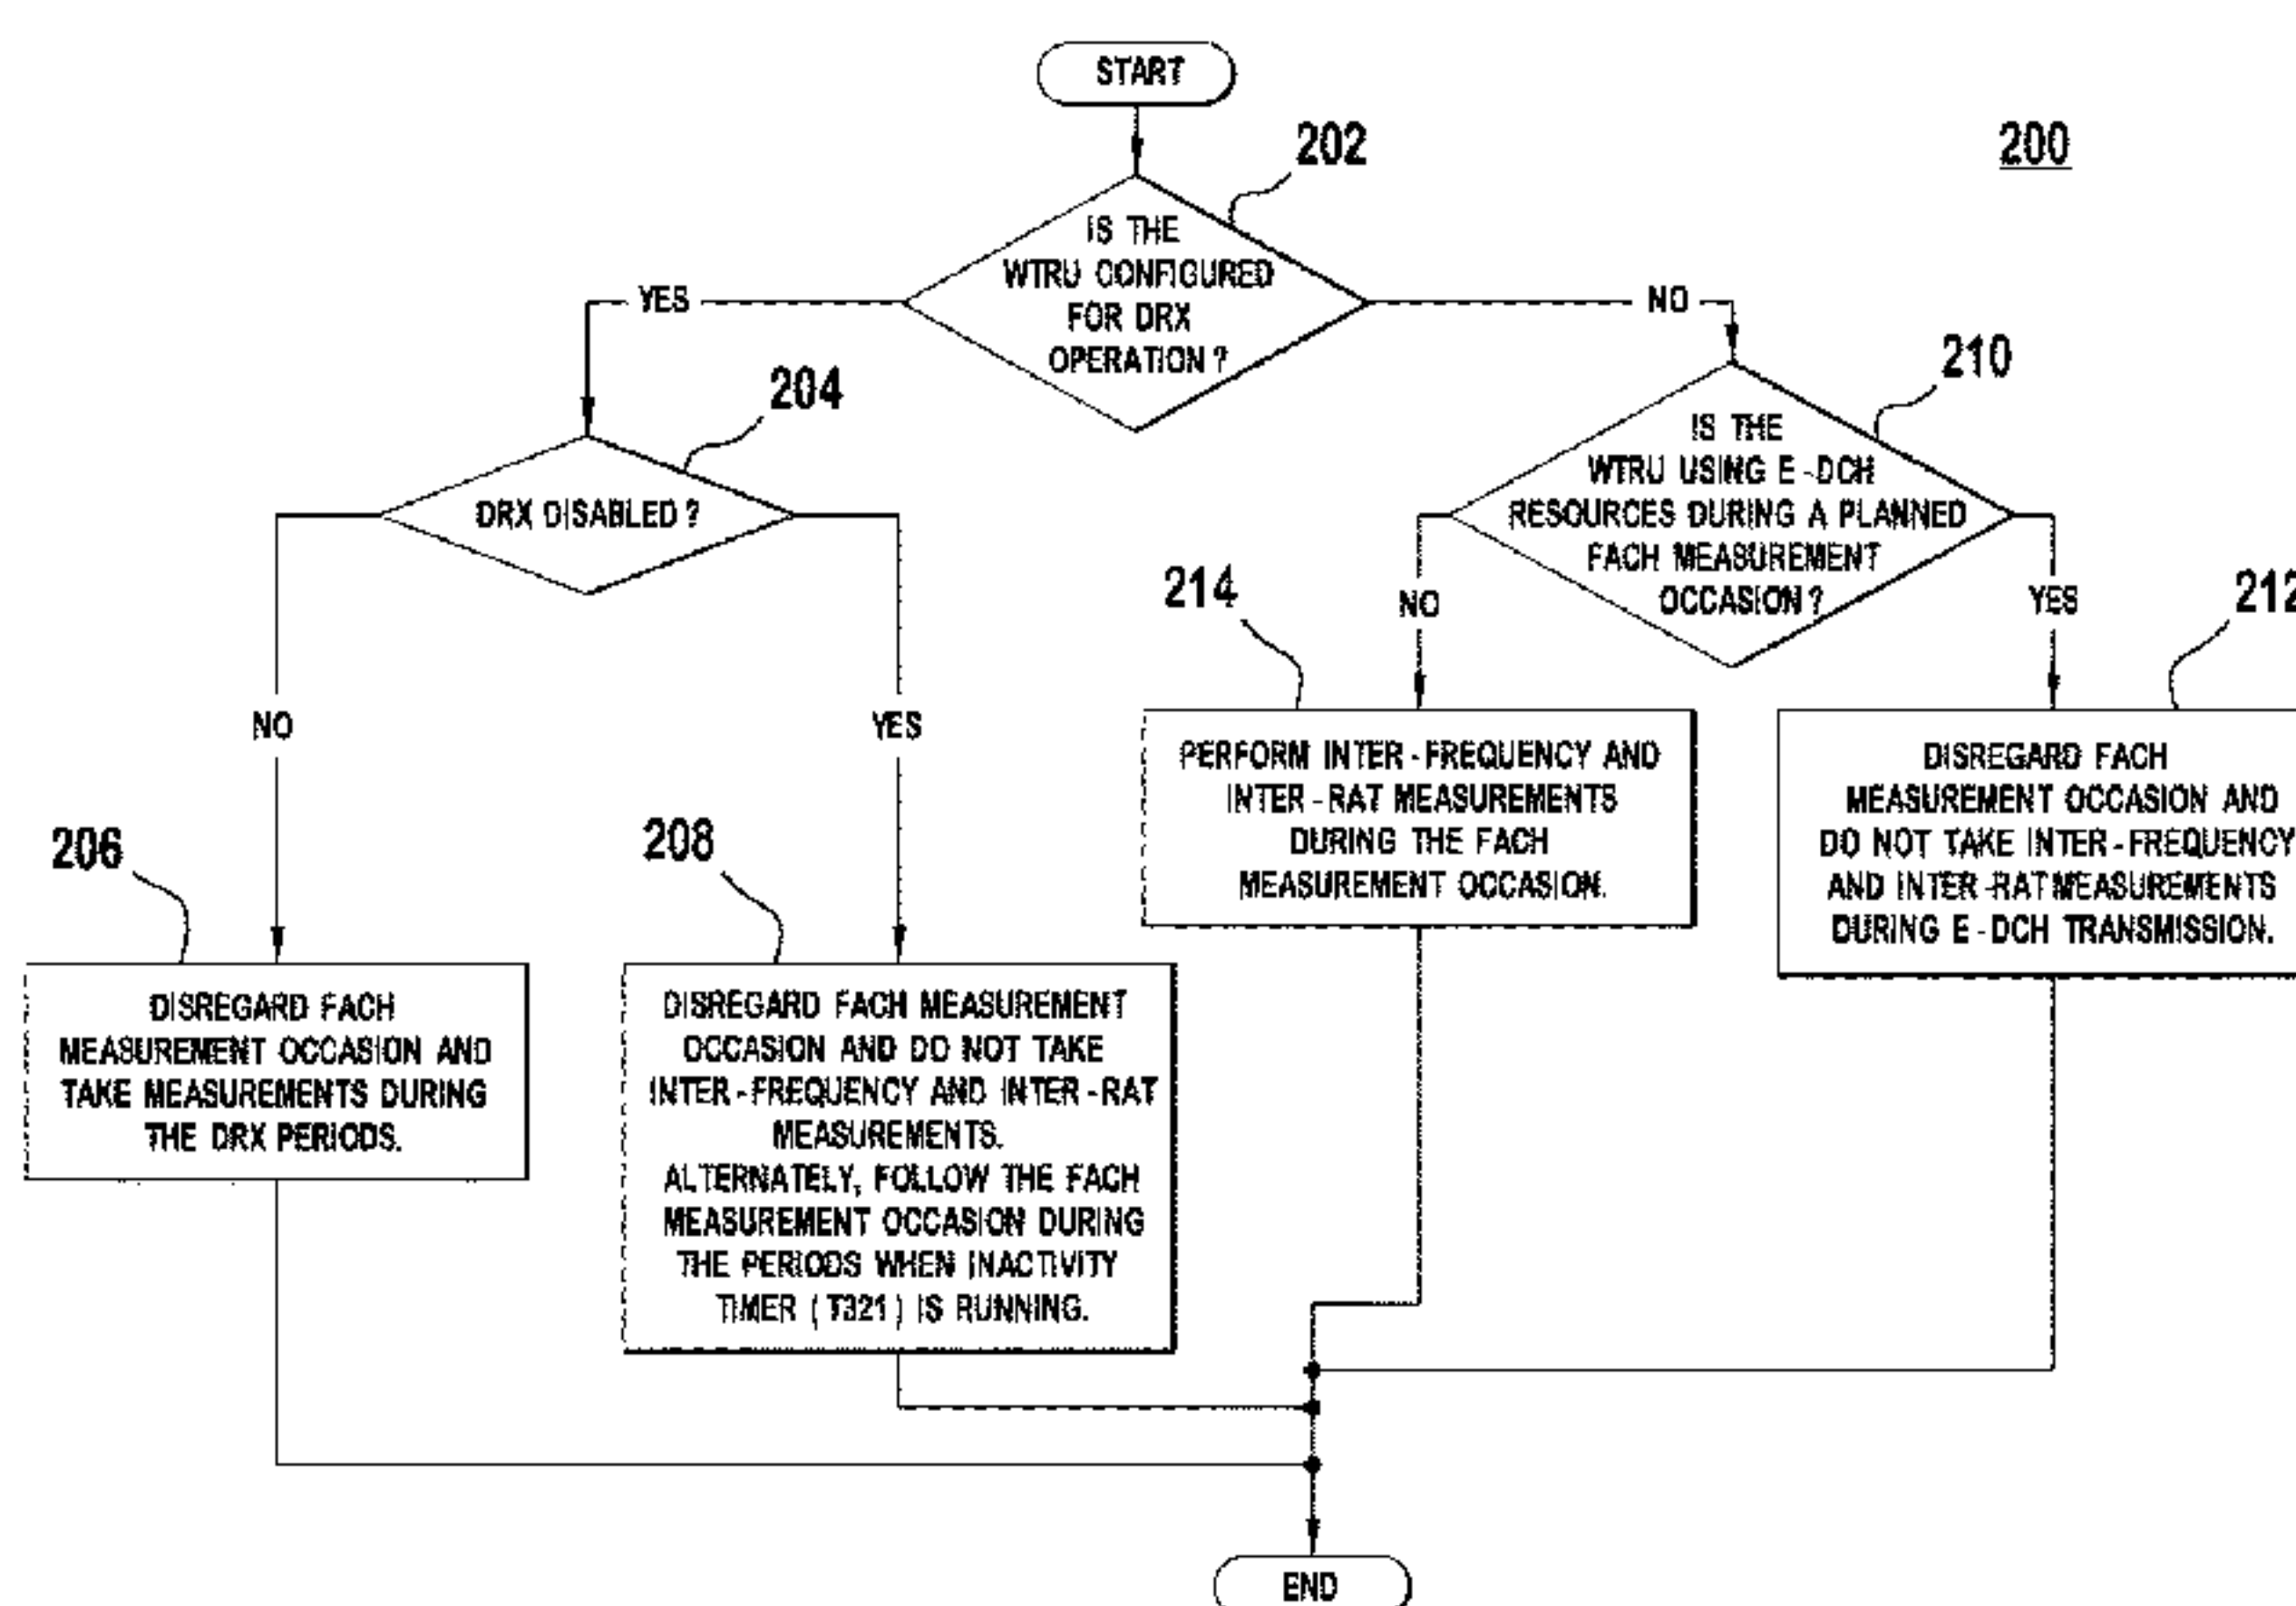 START
200
202
IS THE
WTRU CONFIGURED
FOR DRX
OPERATION ?
YES
NO
204
DRX DISABLED ?
210
IS THE
WTRU USING E-DCH
RESOURCES DURING A PLANNED
FACH MEASUREMENT
OCCASION ?
NO
YES
NO
YES
214
PERFORM INTER-FREQUENCY AND
INTER-RAT MEASUREMENTS
DURING THE FACH
MEASUREMENT OCCASION.
212
DISREGARD FACH
MEASUREMENT OCCASION AND
DO NOT TAKE INTER-FREQUENCY
AND INTER-RAT MEASUREMENTS
DURING E-DCH TRANSMISSION.
206
DISREGARD FACH
MEASUREMENT OCCASION AND
TAKE MEASUREMENTS DURING
THE DRX PERIODS.
208
DISREGARD FACH MEASUREMENT
OCCASION AND DO NOT TAKE
INTER-FREQUENCY AND INTER-RAT
MEASUREMENTS.
ALTERNATELY, FOLLOW THE FACH
MEASUREMENT OCCASION DURING
THE PERIODS WHEN INACTIVITY
TIMER (T321) IS RUNNING.
END